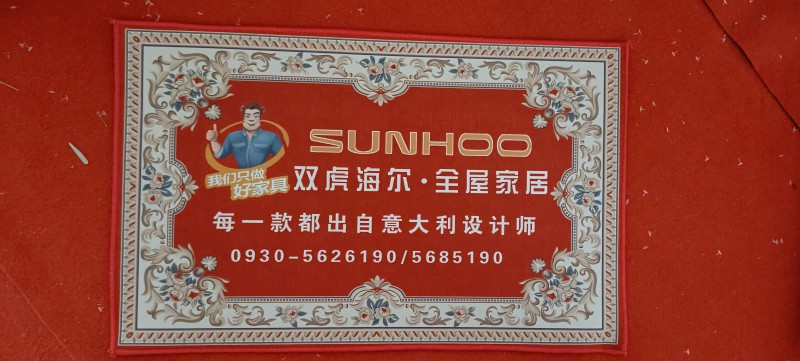 SUNHOO
我们只做
好家具
双虎海尔·全屋家居
每一款都出自意大利设计师
0930-5626190/5685190